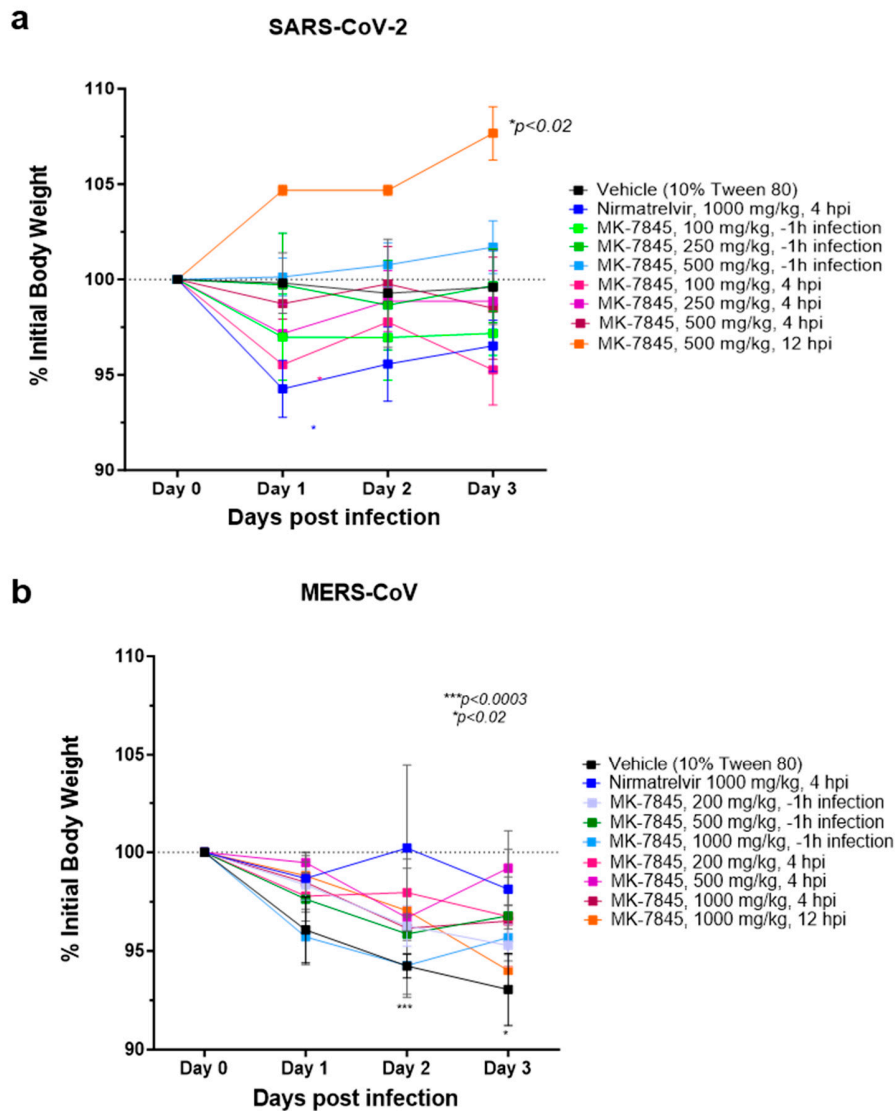 a
SARS-CoV-2
110
105
100
95
90
% Initial Body Weight
*p<0.02
*
*
Day 0 Day 1 Day 2 Day 3
Days post infection
Vehicle (10% Tween 80)
Nirmatrelvir, 1000 mg/kg, 4 hpi
MK-7845, 100 mg/kg, -1h infection
MK-7845, 250 mg/kg, -1h infection
MK-7845, 500 mg/kg, -1h infection
MK-7845, 100 mg/kg, 4 hpi
MK-7845, 250 mg/kg, 4 hpi
MK-7845, 500 mg/kg, 4 hpi
MK-7845, 500 mg/kg, 12 hpi
b
MERS-CoV
110
105
100
95
90
% Initial Body Weight
***p<0.0003
*p<0.02
***
*
Day 0 Day 1 Day 2 Day 3
Days post infection
Vehicle (10% Tween 80)
Nirmatrelvir 1000 mg/kg, 4 hpi
MK-7845, 200 mg/kg, -1h infection
MK-7845, 500 mg/kg, -1h infection
MK-7845, 1000 mg/kg, -1h infection
MK-7845, 200 mg/kg, 4 hpi
MK-7845, 500 mg/kg, 4 hpi
MK-7845, 1000 mg/kg, 4 hpi
MK-7845, 1000 mg/kg, 12 hpi